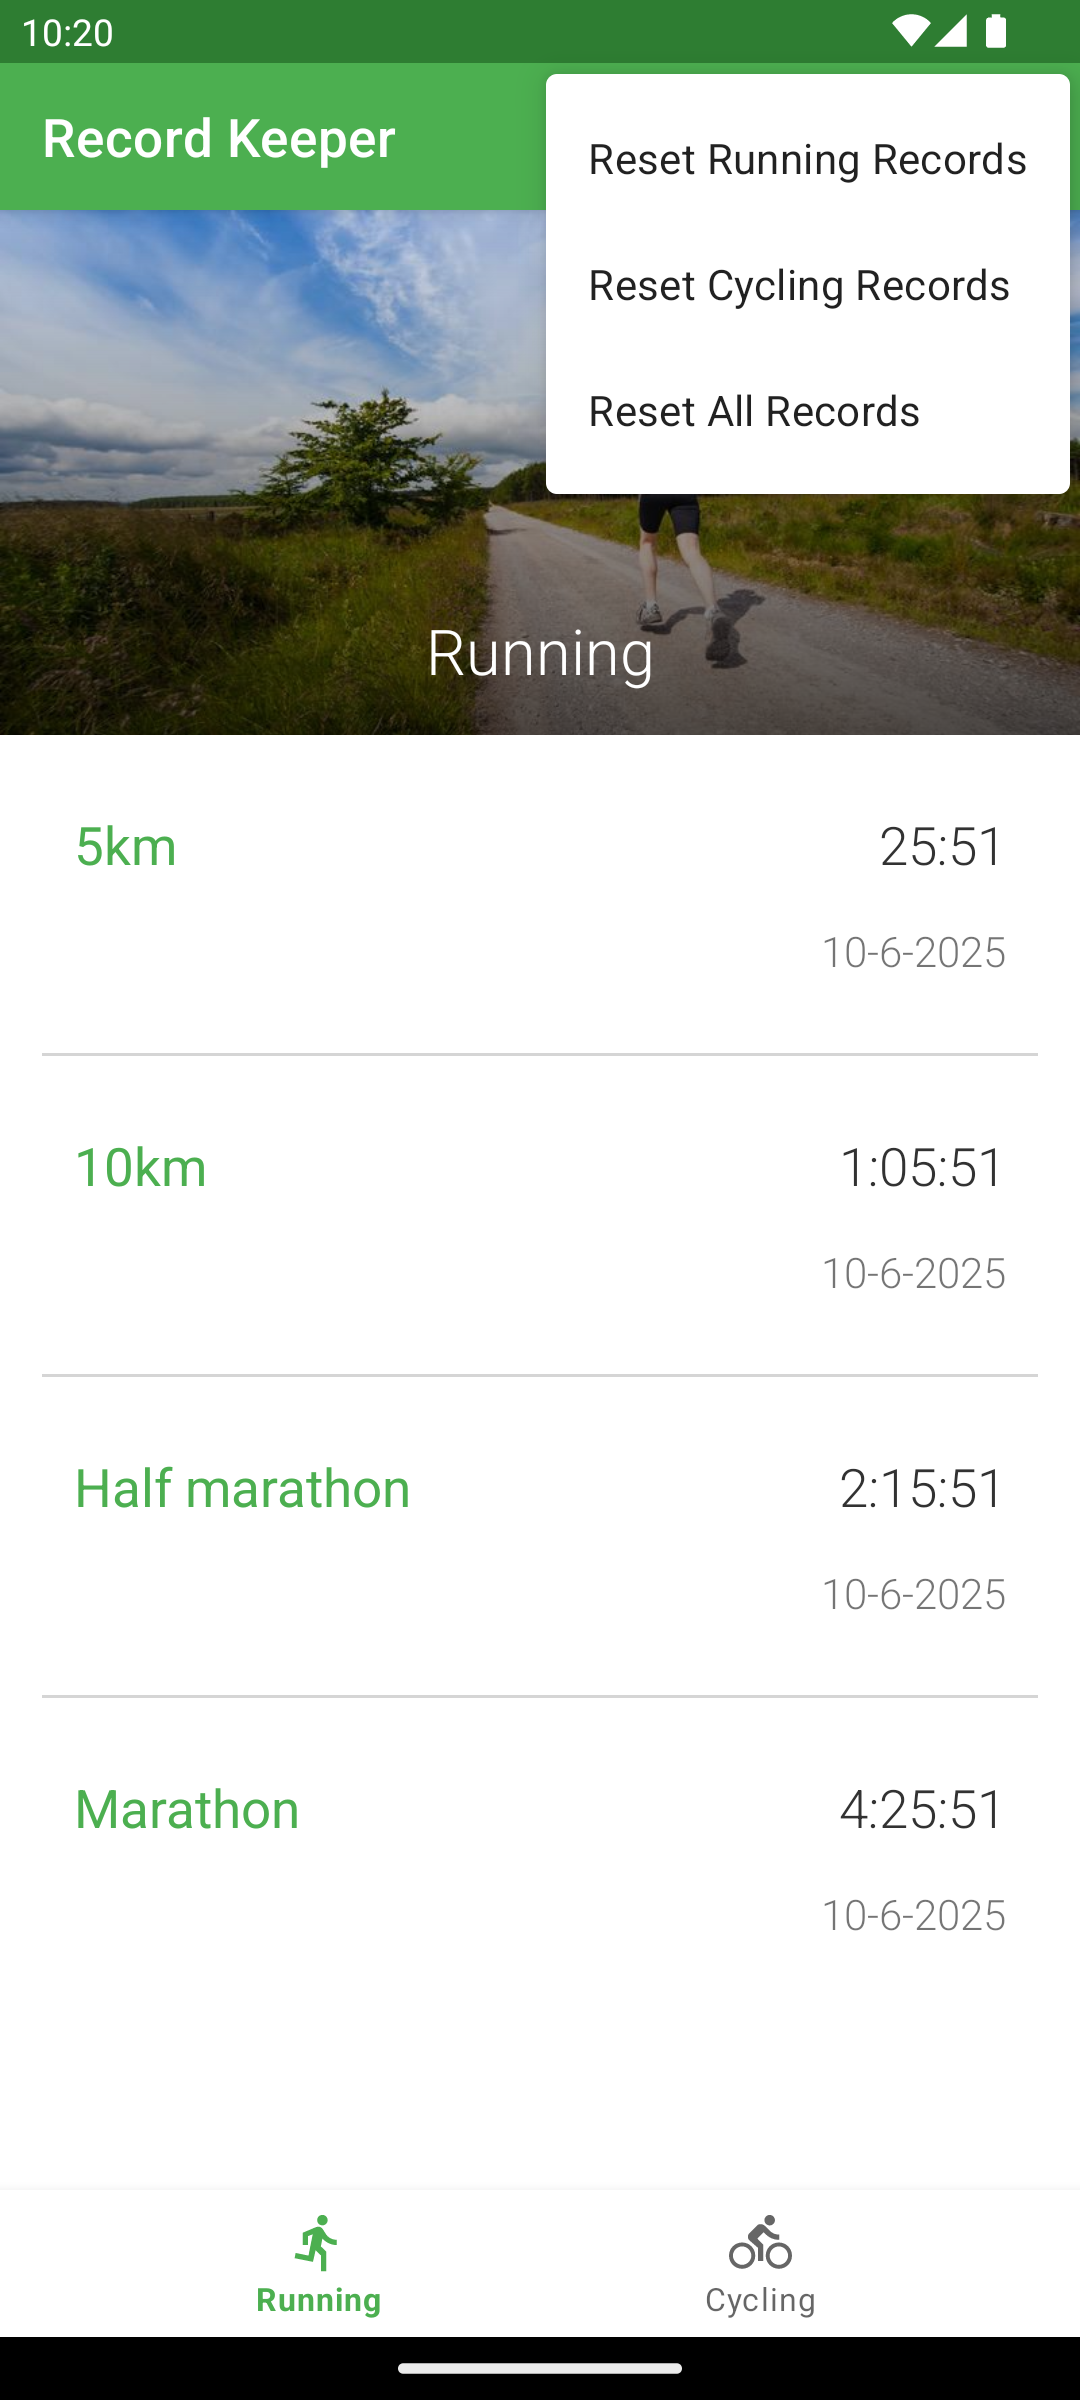 10:20
Record Keeper
Reset Running Records
Reset Cycling Records
Reset All Records
Running
5km
25:51
10-6-2025
10km
1:05:51
10-6-2025
Half marathon
2:15:51
10-6-2025
Marathon
4:25:51
10-6-2025
Running
Cycling